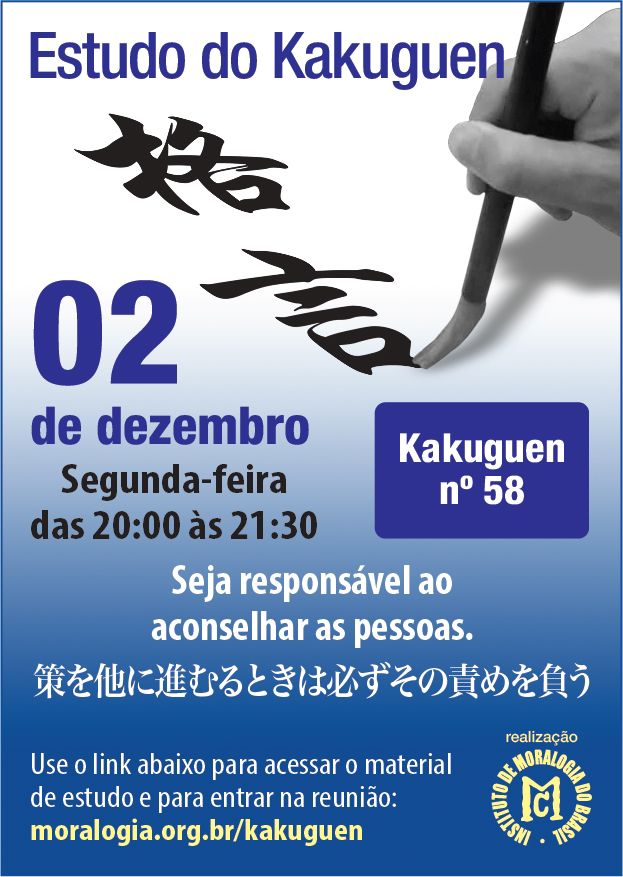 Estudo do Kakuguen
格
言
02
de dezembro
Segunda-feira
das 20:00 às 21:30
Kakuguen
nº 58
Seja responsável ao
aconselhar as pessoas.
策を他に進むるときは必ずその責めを負う
Use o link abaixo para acessar o material
de estudo e para entrar na reunião:
moralogia.org.br/kakuguen
realização
INSTITUTO DE MORALOGIA DO BRASIL
MC